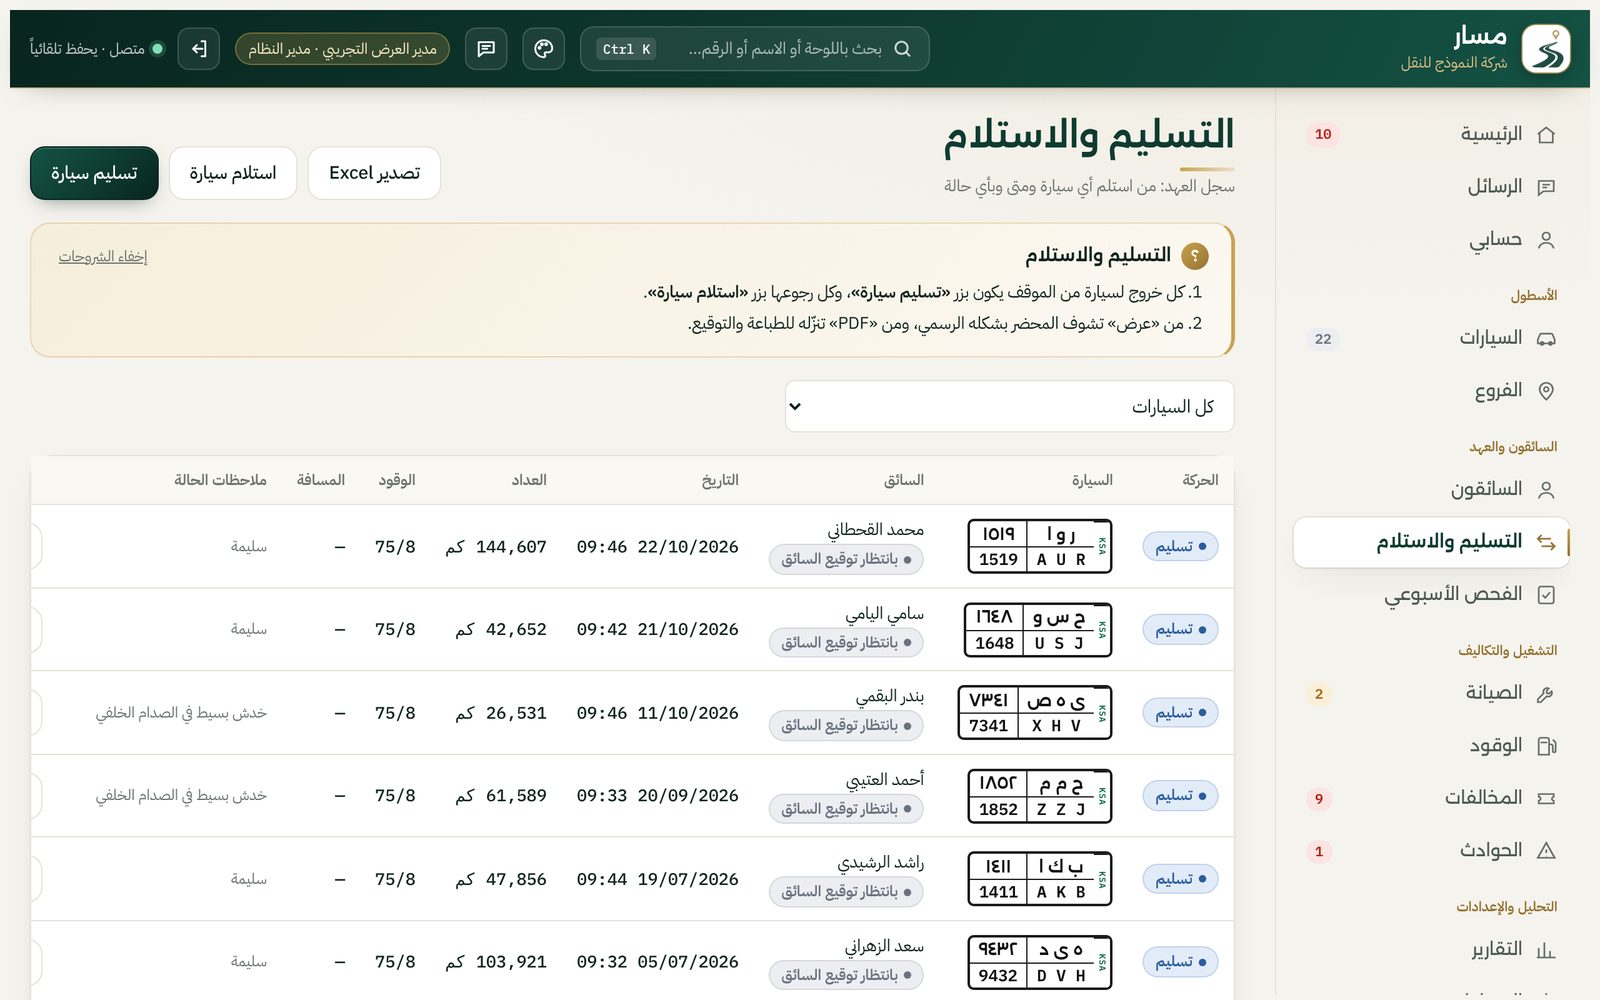 مسار
شركة النموذج للنقل
بحث باللوحة أو الاسم أو الرقم...
Ctrl K
مدير العرض التجريبي · مدير النظام
متصل · يحفظ تلقائياً
الرئيسية 10
الرسائل
حسابي
الأسطول
السيارات 22
الفروع
السائقون والعهد
السائقون
التسليم والاستلام
الفحص الأسبوعي
التشغيل والتكاليف
الصيانة 2
الوقود
المخالفات 9
الحوادث 1
التحليل والإعدادات
التقارير
التسليم والاستلام
سجل العهد: من استلم أي سيارة ومتى وبأي حالة
تصدير Excel
استلام سيارة
تسليم سيارة
؟ التسليم والاستلام
إخفاء الشروحات
1. كل خروج لسيارة من الموقف يكون بزر «تسليم سيارة»، وكل رجوعها بزر «استلام سيارة».
2. من «عرض» تشوف المحضر بشكله الرسمي، ومن «PDF» تنزّله للطباعة والتوقيع.
كل السيارات
الحركة السيارة السائق التاريخ العداد الوقود المسافة ملاحظات الحالة
تسليم
ر و ا ١٥١٩
1519 A U R
KSA
محمد القحطاني
بانتظار توقيع السائق
22/10/2026 09:46
144,607 كم
75/8
—
سليمة
تسليم
ح س و ١٦٤٨
1648 U S J
KSA
سامي اليامي
بانتظار توقيع السائق
21/10/2026 09:42
42,652 كم
75/8
—
سليمة
تسليم
ى ه ص ٧٣٤١
7341 X H V
KSA
بندر البقمي
بانتظار توقيع السائق
11/10/2026 09:46
26,531 كم
75/8
—
خدش بسيط في الصدام الخلفي
تسليم
ح م م ١٨٥٢
1852 Z Z J
KSA
أحمد العتيبي
بانتظار توقيع السائق
20/09/2026 09:33
61,589 كم
75/8
—
خدش بسيط في الصدام الخلفي
تسليم
ب ك ا ١٤١١
1411 A K B
KSA
راشد الرشيدي
بانتظار توقيع السائق
19/07/2026 09:44
47,856 كم
75/8
—
سليمة
تسليم
ه ى د ٩٤٣٢
9432 D V H
KSA
سعد الزهراني
بانتظار توقيع السائق
05/07/2026 09:32
103,921 كم
75/8
—
سليمة